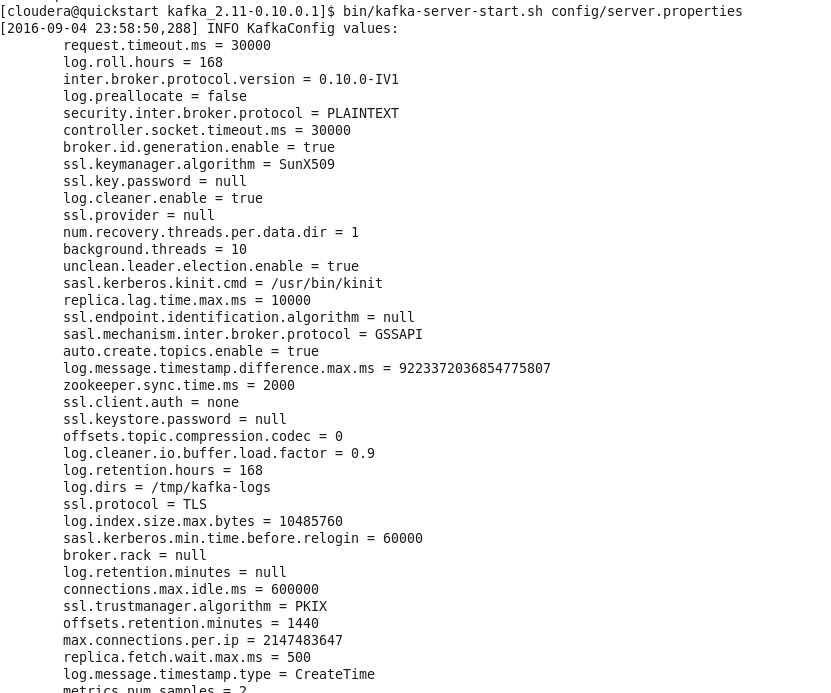 [cloudera@quickstart kafka_2.11-0.10.0.1]$ bin/kafka-server-start.sh config/server.properties
[2016-09-04 23:58:50,288] INFO KafkaConfig values:
request.timeout.ms = 30000
log.roll.hours = 168
inter.broker.protocol.version = 0.10.0-IV1
log.preallocate = false
security.inter.broker.protocol = PLAINTEXT
controller.socket.timeout.ms = 30000
broker.id.generation.enable = true
ssl.keymanager.algorithm = SunX509
ssl.key.password = null
log.cleaner.enable = true
ssl.provider = null
num.recovery.threads.per.data.dir = 1
background.threads = 10
unclean.leader.election.enable = true
sasl.kerberos.kinit.cmd = /usr/bin/kinit
replica.lag.time.max.ms = 10000
ssl.endpoint.identification.algorithm = null
sasl.mechanism.inter.broker.protocol = GSSAPI
auto.create.topics.enable = true
log.message.timestamp.difference.max.ms = 9223372036854775807
zookeeper.sync.time.ms = 2000
ssl.client.auth = none
ssl.keystore.password = null
offsets.topic.compression.codec = 0
log.cleaner.io.buffer.load.factor = 0.9
log.retention.hours = 168
log.dirs = /tmp/kafka-logs
ssl.protocol = TLS
log.index.size.max.bytes = 10485760
sasl.kerberos.min.time.before.relogin = 60000
broker.rack = null
log.retention.minutes = null
connections.max.idle.ms = 600000
ssl.trustmanager.algorithm = PKIX
offsets.retention.minutes = 1440
max.connections.per.ip = 2147483647
replica.fetch.wait.max.ms = 500
log.message.timestamp.type = CreateTime
metrics.num.samples = 2